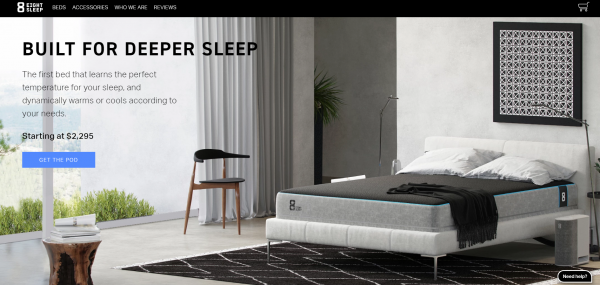 8 EIGHT SLEEP BEDS ACCESSORIES WHO WE ARE REVIEWS
BUILT FOR DEEPER SLEEP
The first bed that learns the perfect
temperature for your sleep, and
dynamically warms or cools according to
your needs.
Starting at $2,295
GET THE POD
8
8
Need help?